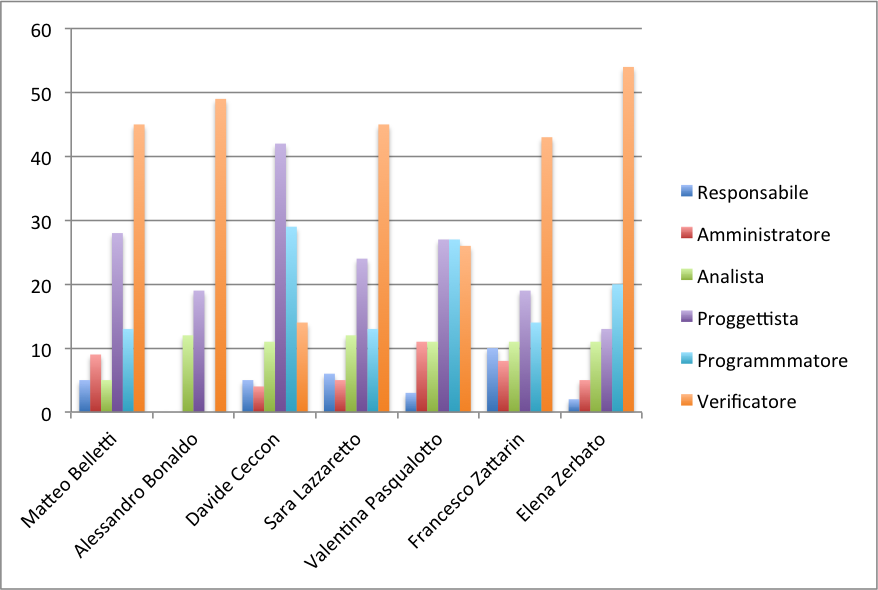 60
50
40
30
20
10
0
Matteo Belletti
Alessandro Bonaldo
Davide Ceccon
Sara Lazzaretto
Valentina Pasqualotto
Francesco Zattarin
Elena Zerbato
Responsabile
Amministratore
Analista
Proggettista
Programmmatore
Verificatore